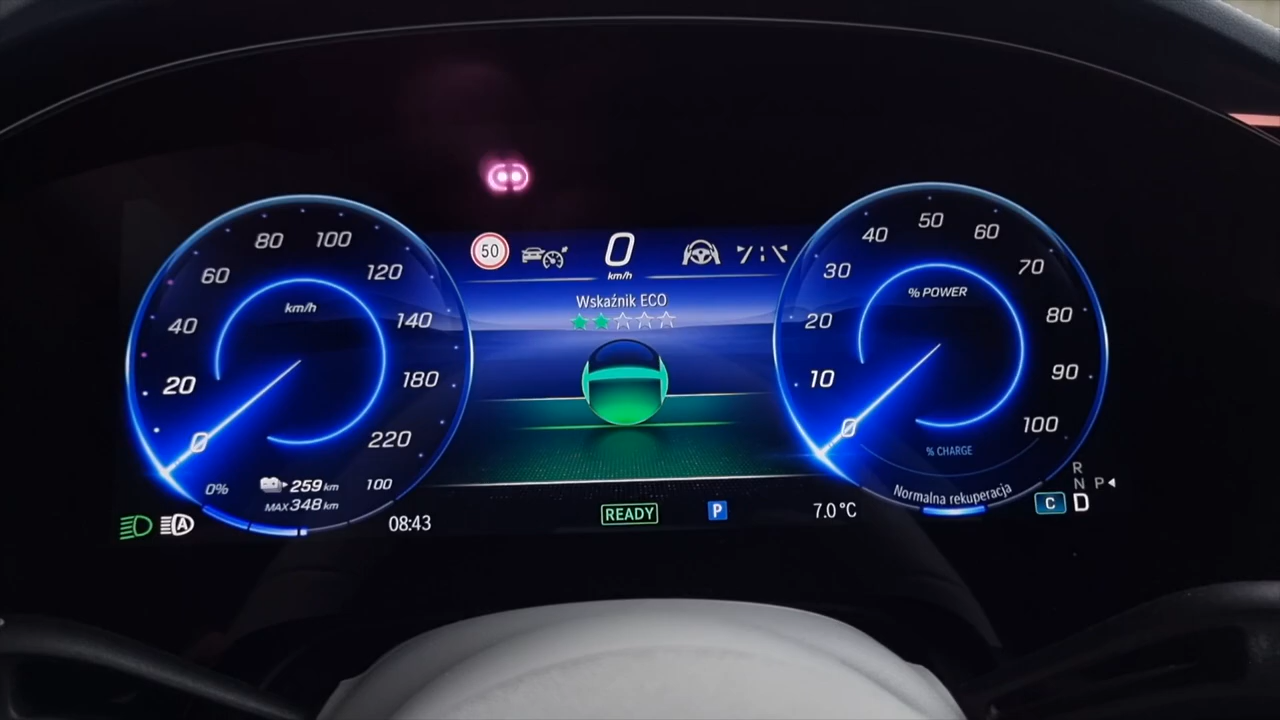 50
0
km/h
Wskaźnik ECO
80 100
60 120
40 140
20 180
0 220
km/h
0% 259 km 100
MAX 348 km
08:43
READY
P
7.0 °C
50
40 60
30 70
20 80
10 90
0 100
% POWER
% CHARGE
Normalna rekuperacja
R
N P
C D
A